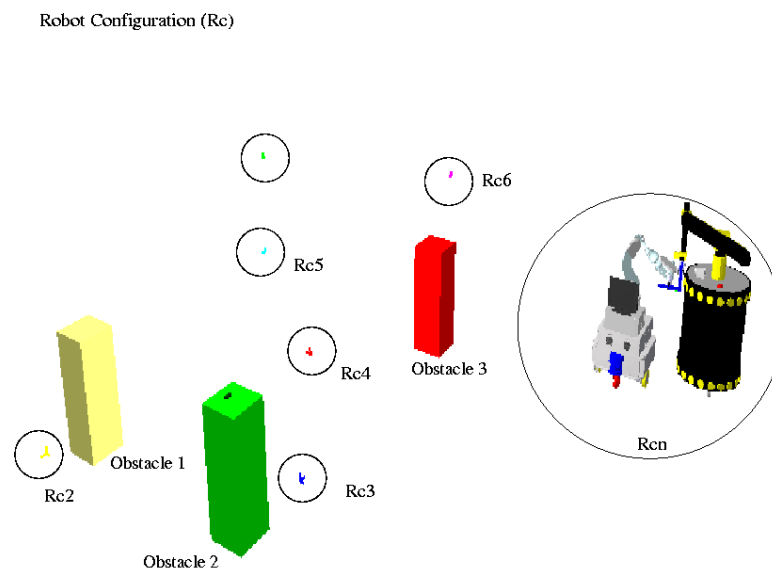 Robot Configuration (Rc)
Rc6
Rc5
Rc4
Obstacle 3
Rcn
Obstacle 1
Rc2
Rc3
Obstacle 2